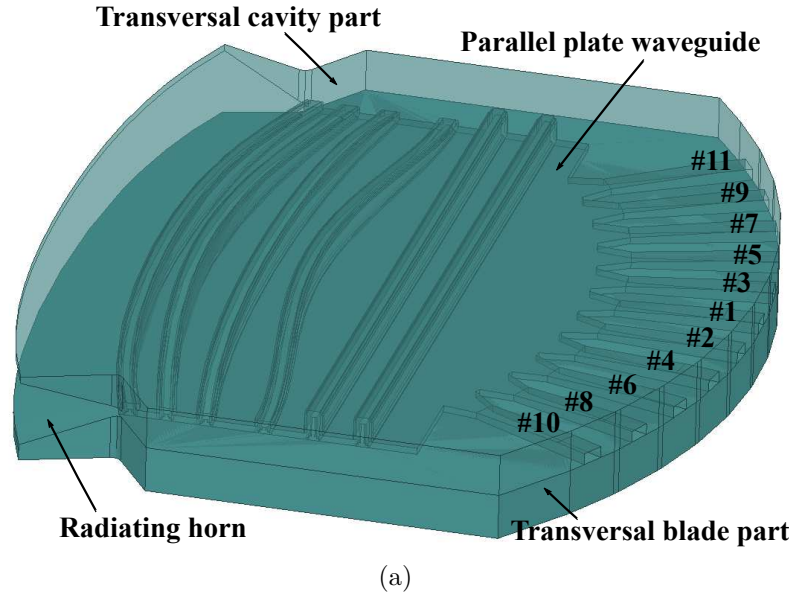 Transversal cavity part
Parallel plate waveguide
#11
#9
#7
#5
#3
#1
#2
#4
#6
#8
#10
Radiating horn
Transversal blade part
(a)